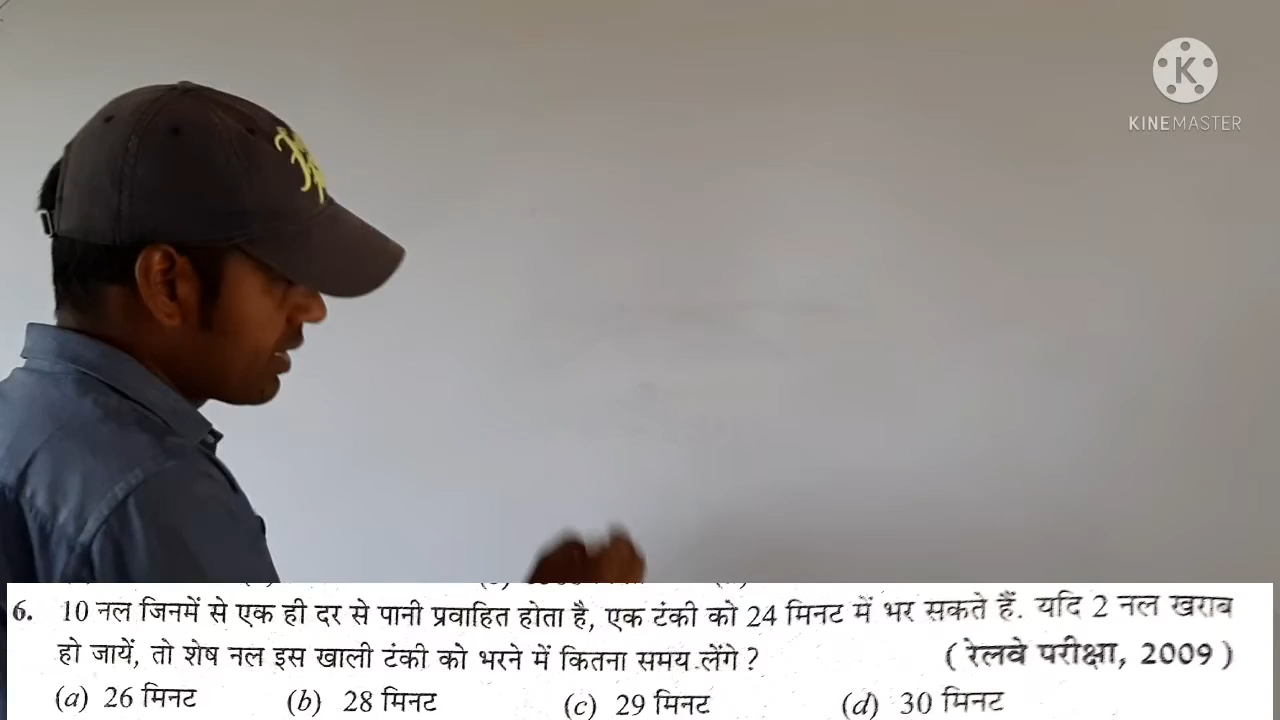 K
KINEMASTER
6. 10 नल जिनमें से एक ही दर से पानी प्रवाहित होता है, एक टंकी को 24 मिनट में भर सकते हैं. यदि 2 नल खराब
हो जायें, तो शेष नल इस खाली टंकी को भरने में कितना समय लेंगे ? ( रेलवे परीक्षा, 2009 )
(a) 26 मिनट (b) 28 मिनट (c) 29 मिनट (d) 30 मिनट